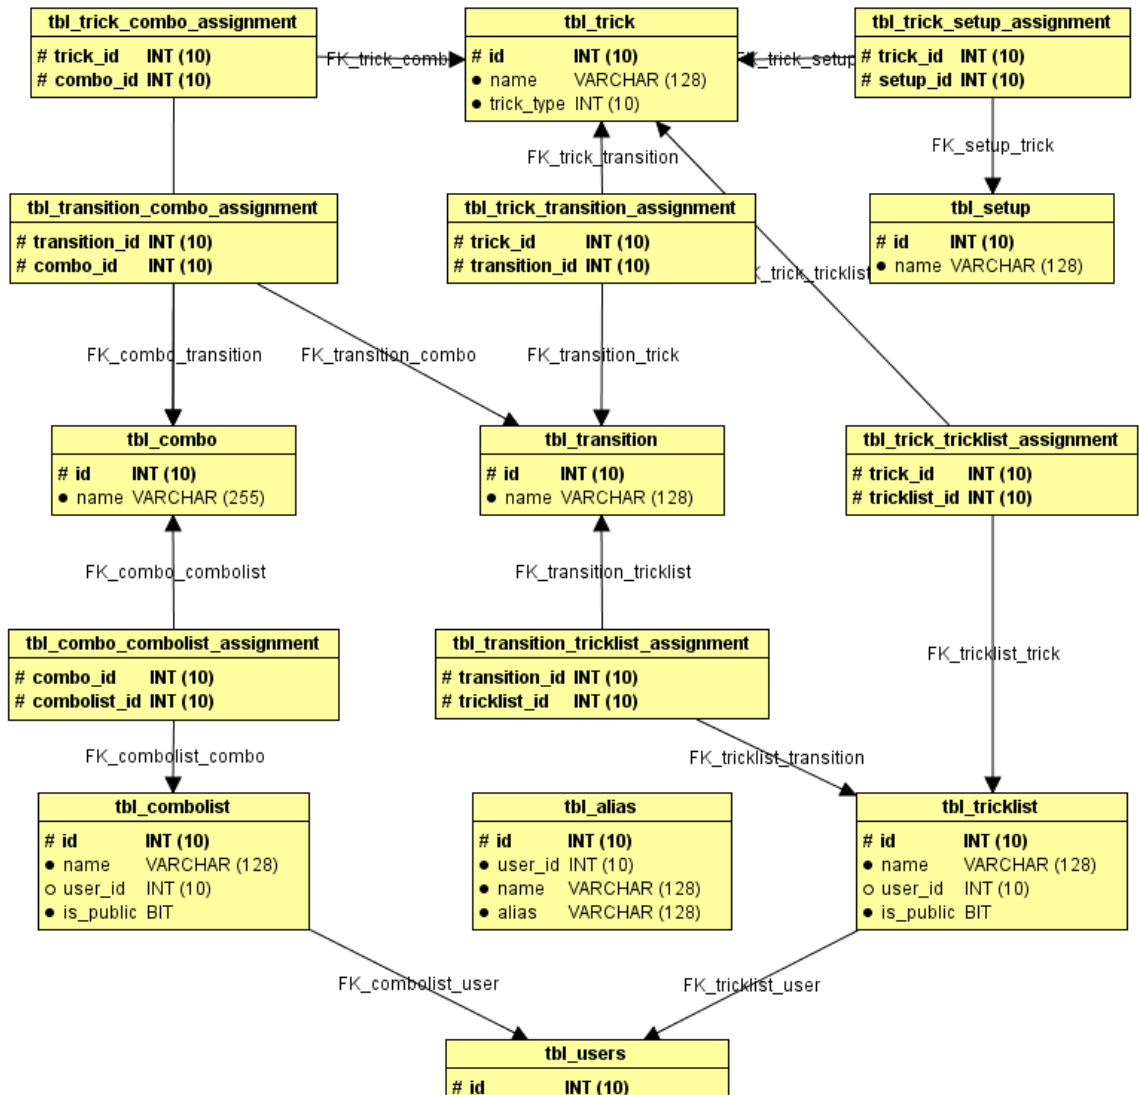 tbl_trick_combo_assignment
# trick_id INT (10)
# combo_id INT (10)
tbl_trick
# id INT (10)
● name VARCHAR (128)
● trick_type INT (10)
tbl_trick_setup_assignment
# trick_id INT (10)
# setup_id INT (10)
FK_trick_comb
K_trick_setup
FK_trick_transition
FK_setup_trick
tbl_transition_combo_assignment
# transition_id INT (10)
# combo_id INT (10)
tbl_trick_transition_assignment
# trick_id INT (10)
# transition_id INT (10)
tbl_setup
# id INT (10)
● name VARCHAR (128)
K_trick_tricklist
FK_combo_transition
FK_transition_combo
FK_transition_trick
tbl_combo
# id INT (10)
● name VARCHAR (255)
tbl_transition
# id INT (10)
● name VARCHAR (128)
tbl_trick_tricklist_assignment
# trick_id INT (10)
# tricklist_id INT (10)
FK_combo_combolist
FK_transition_tricklist
FK_tricklist_trick
tbl_combo_combolist_assignment
# combo_id INT (10)
# combolist_id INT (10)
tbl_transition_tricklist_assignment
# transition_id INT (10)
# tricklist_id INT (10)
FK_combolist_combo
FK_tricklist_transition
tbl_combolist
# id INT (10)
● name VARCHAR (128)
○ user_id INT (10)
● is_public BIT
tbl_alias
# id INT (10)
● user_id INT (10)
● name VARCHAR (128)
● alias VARCHAR (128)
tbl_tricklist
# id INT (10)
● name VARCHAR (128)
○ user_id INT (10)
● is_public BIT
FK_combolist_user
FK_tricklist_user
tbl_users
# id INT (10)